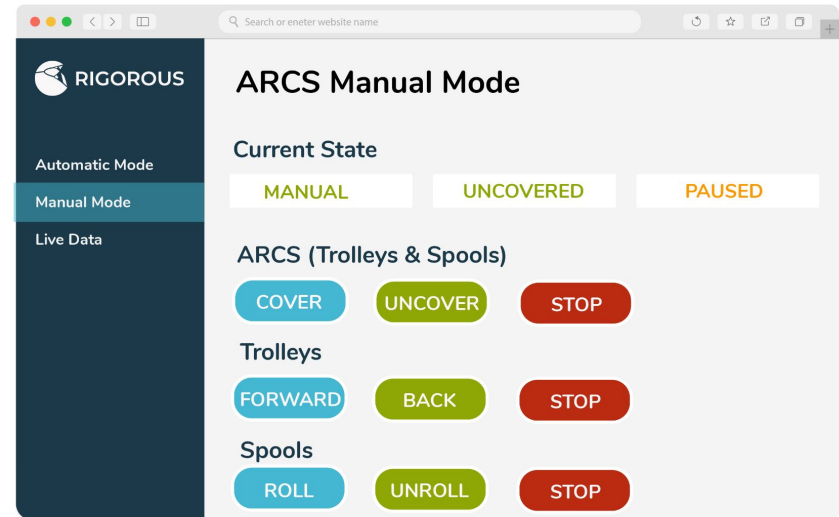 Search or eneter website name
RIGOROUS
ARCS Manual Mode
Automatic Mode
Manual Mode
Live Data
Current State
MANUAL UNCOVERED PAUSED
ARCS (Trolleys & Spools)
COVER UNCOVER STOP
Trolleys
FORWARD BACK STOP
Spools
ROLL UNROLL STOP